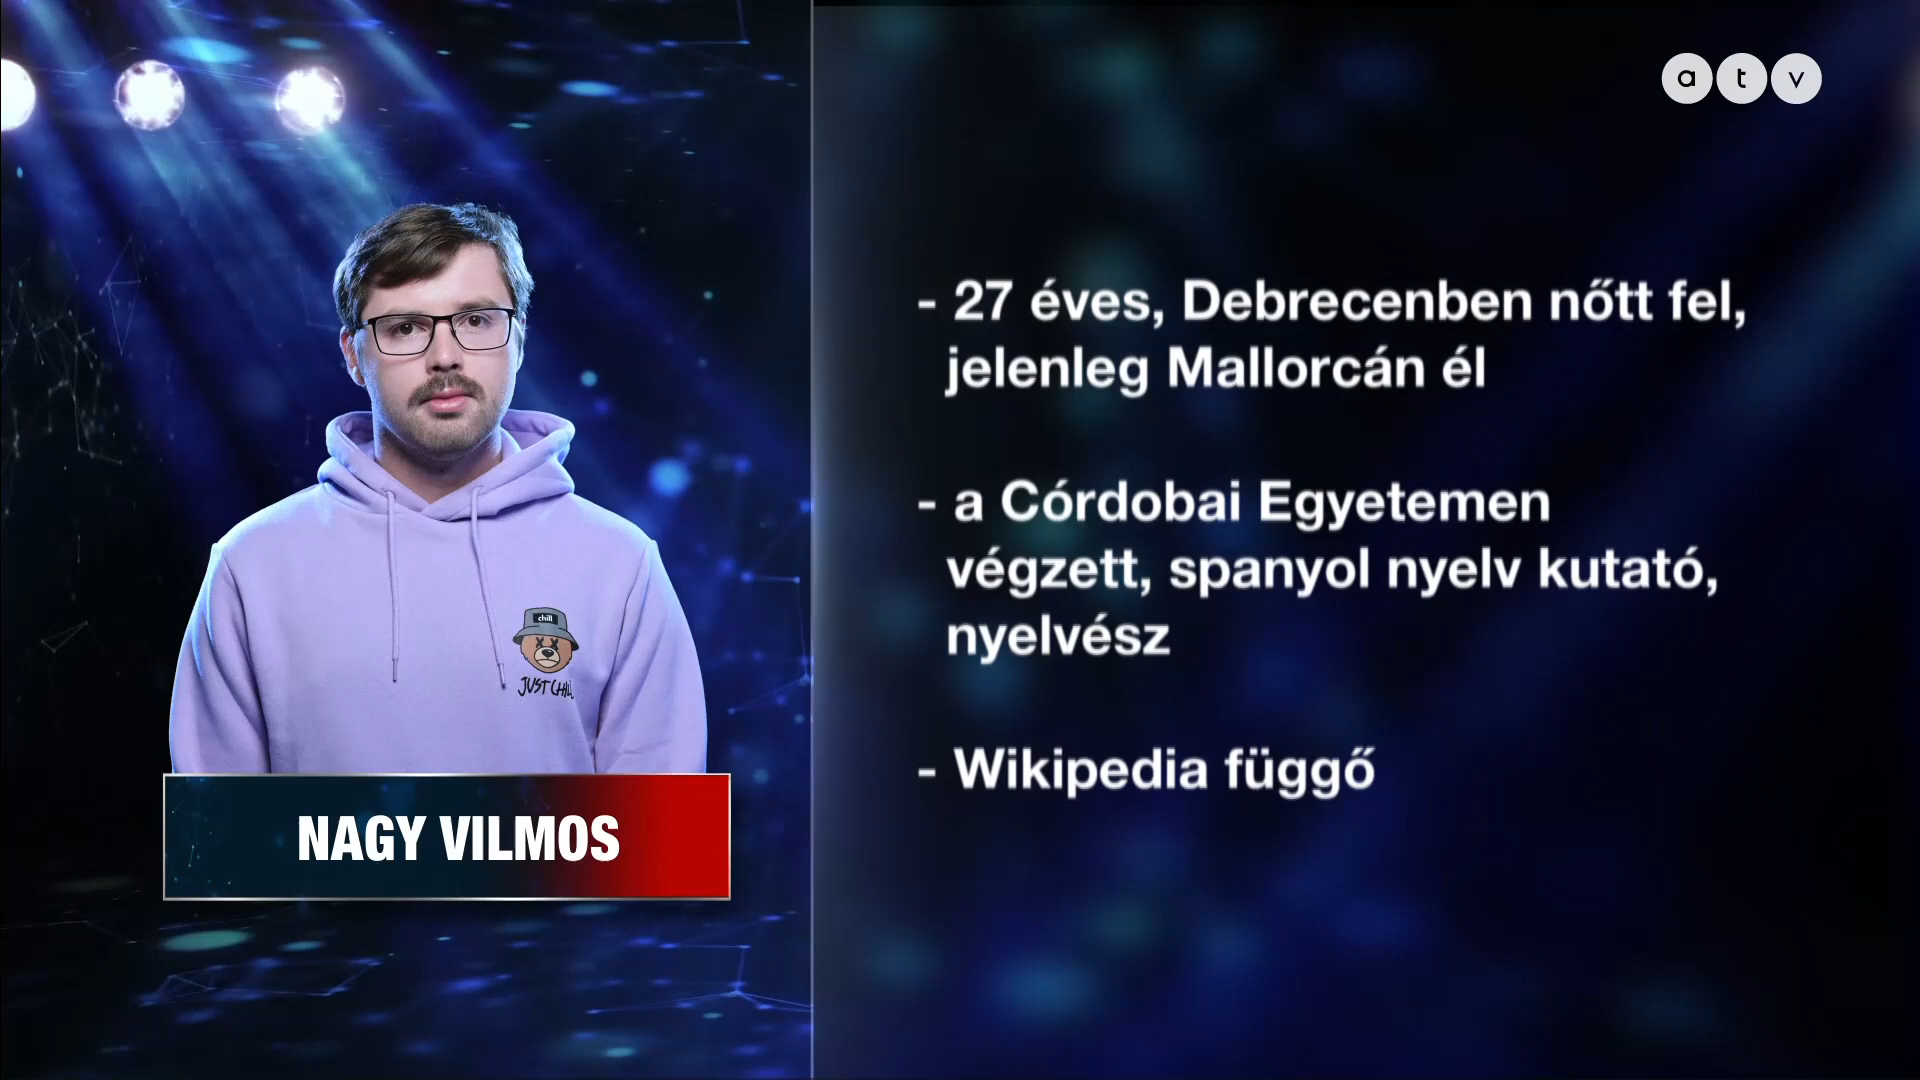 a t v
- 27 éves, Debrecenben nőtt fel,
jelenleg Mallorcán él
- a Córdobai Egyetemen
végzett, spanyol nyelv kutató,
nyelvész
- Wikipedia függő
chill
JUST CHILL
NAGY VILMOS